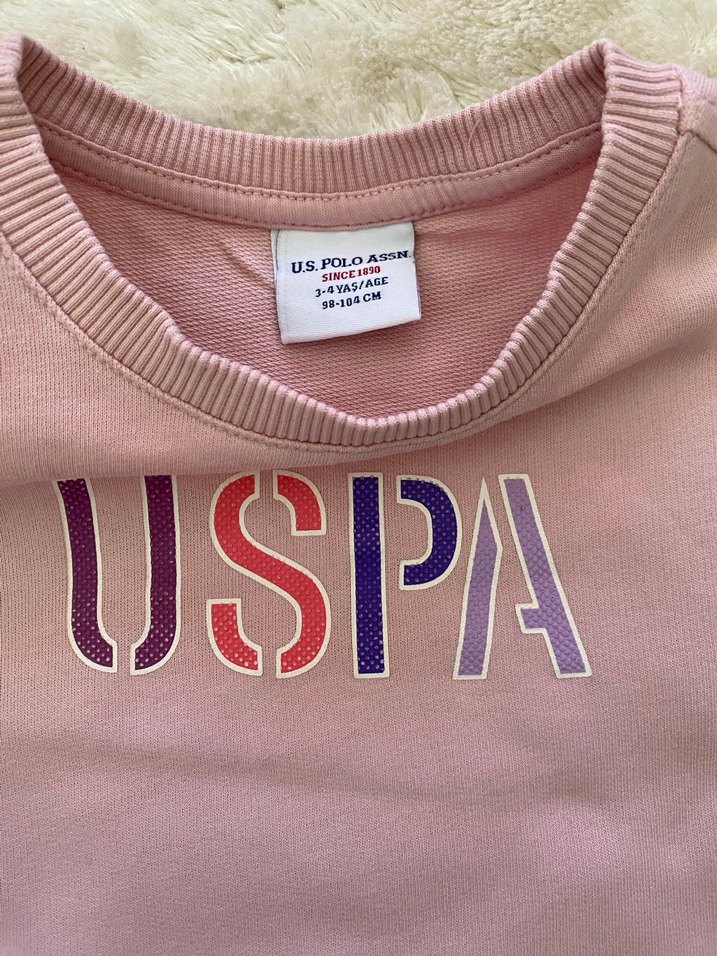 U.S. POLO ASSN.
SINCE 1890
3-4 YAŞ/AGE
98-104 CM
USPA